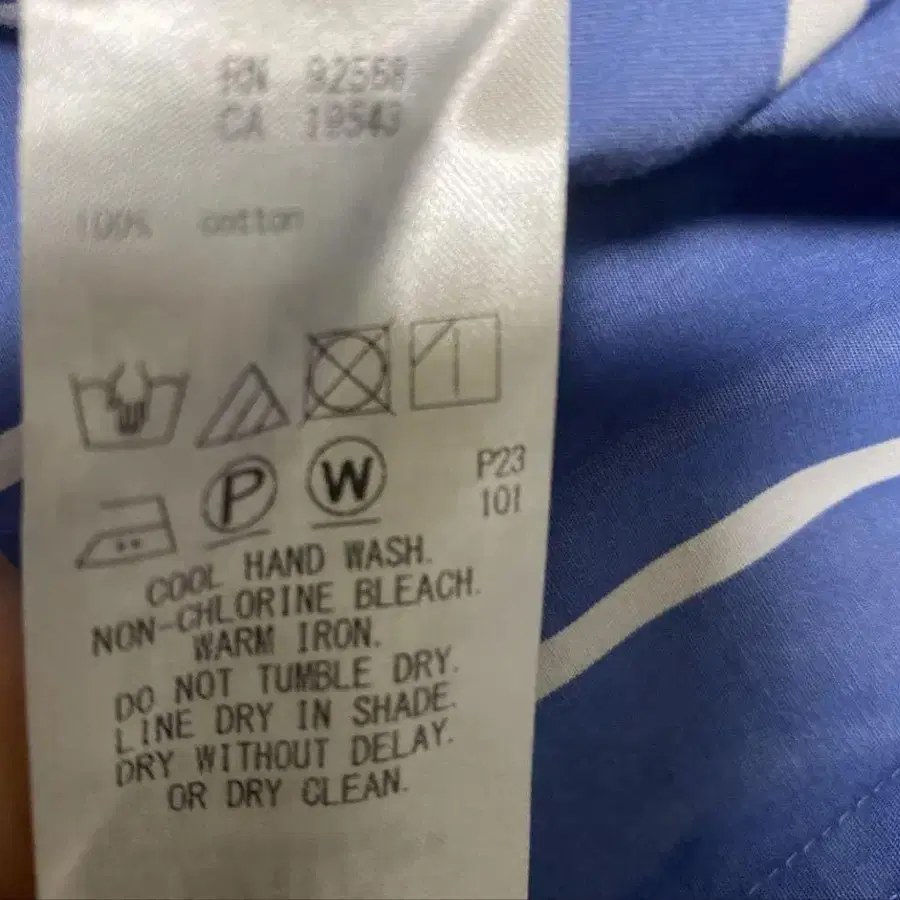 RN 92558
CA 19543
100% cotton
P
W
P23
101
COOL HAND WASH.
NON-CHLORINE BLEACH.
WARM IRON.
DO NOT TUMBLE DRY.
LINE DRY IN SHADE.
DRY WITHOUT DELAY.
OR DRY CLEAN.